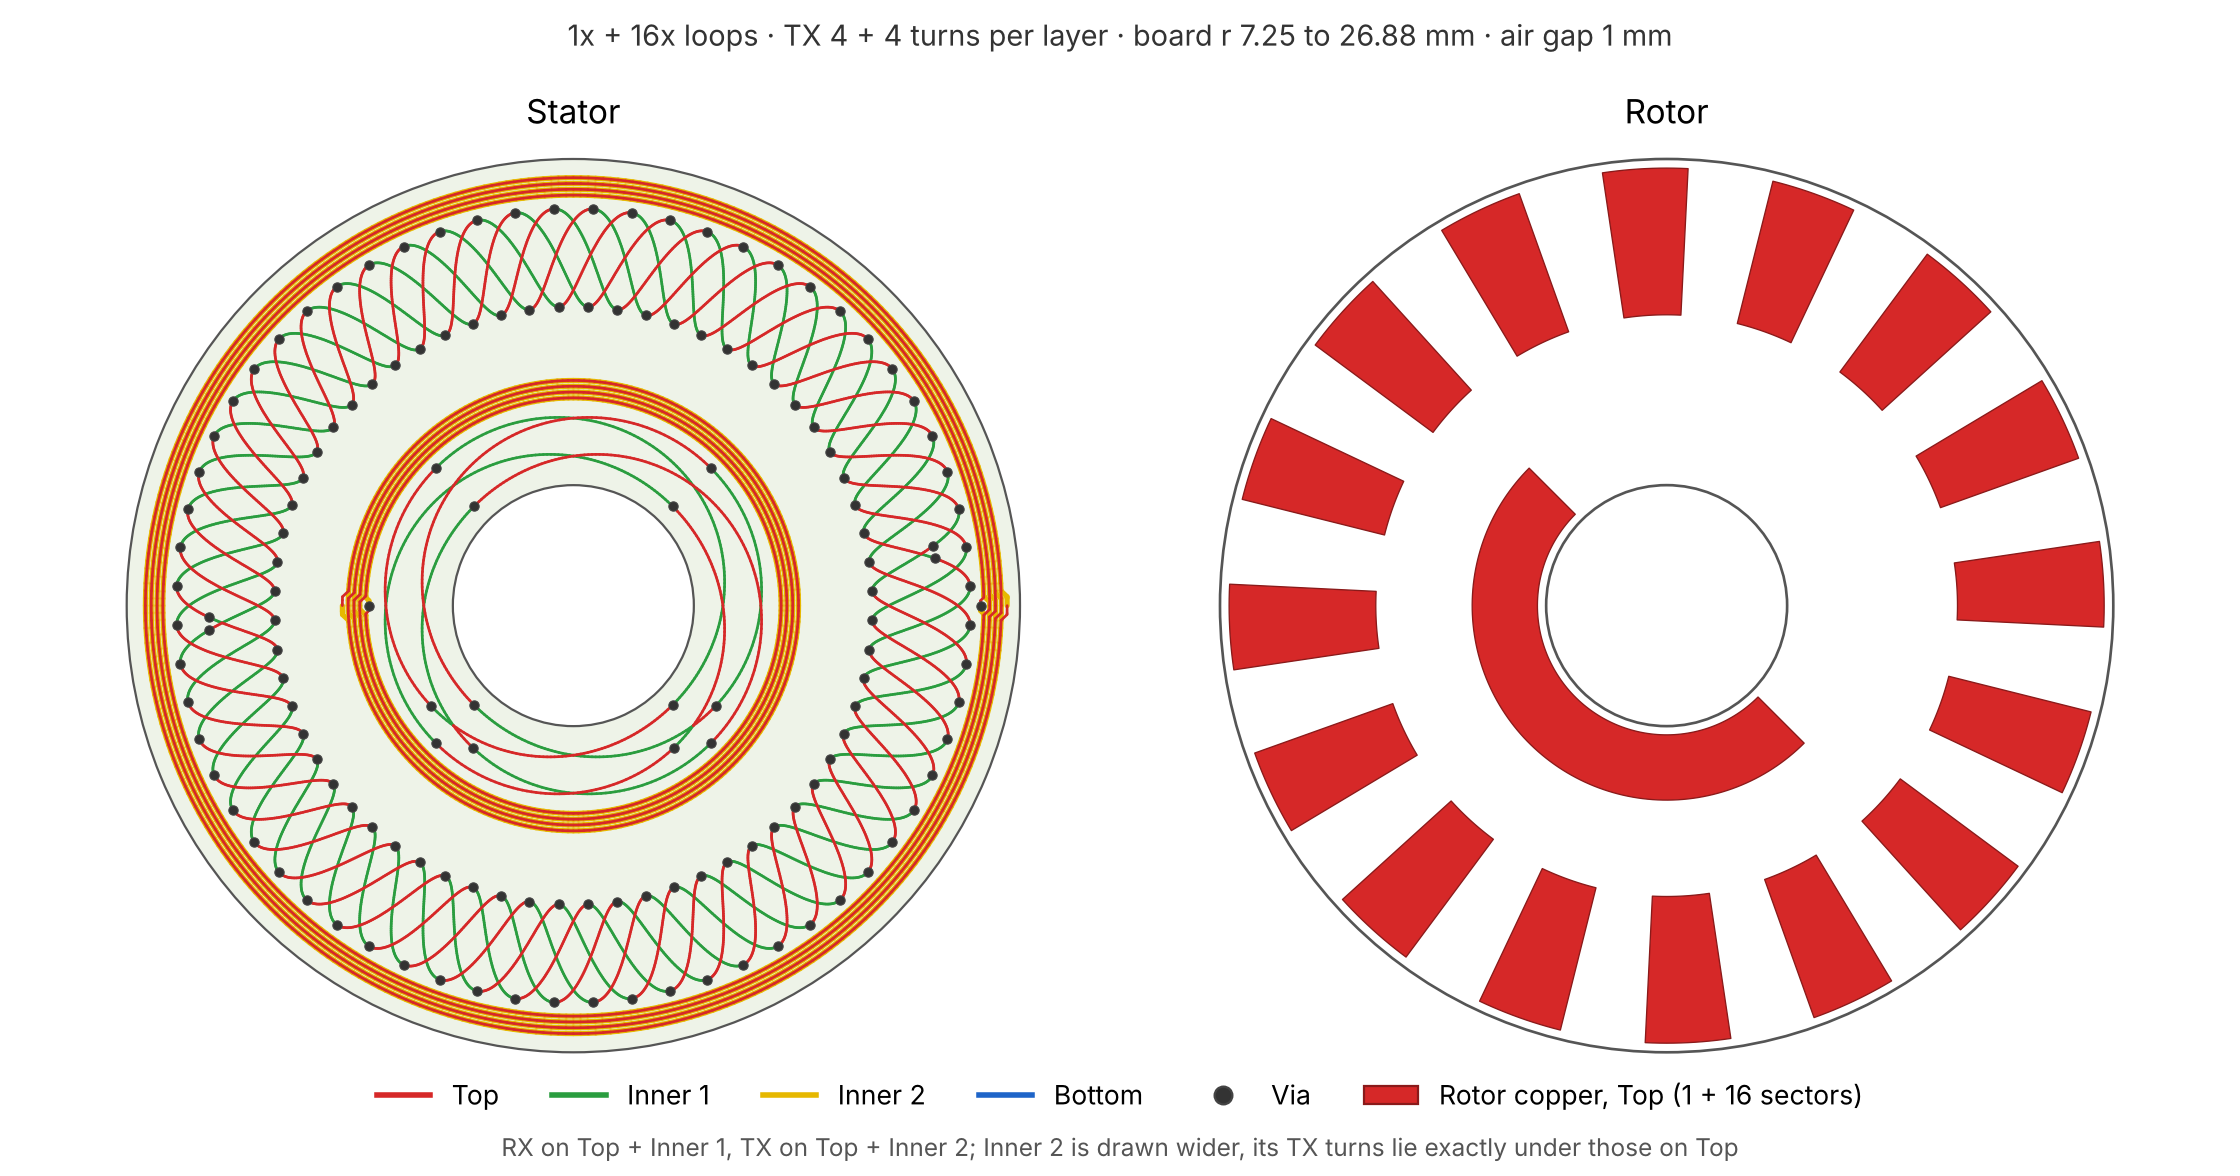 1x + 16x loops · TX 4 + 4 turns per layer · board r 7.25 to 26.88 mm · air gap 1 mm
Stator
Rotor
Top
Inner 1
Inner 2
Bottom
Via
Rotor copper, Top (1 + 16 sectors)
RX on Top + Inner 1, TX on Top + Inner 2; Inner 2 is drawn wider, its TX turns lie exactly under those on Top